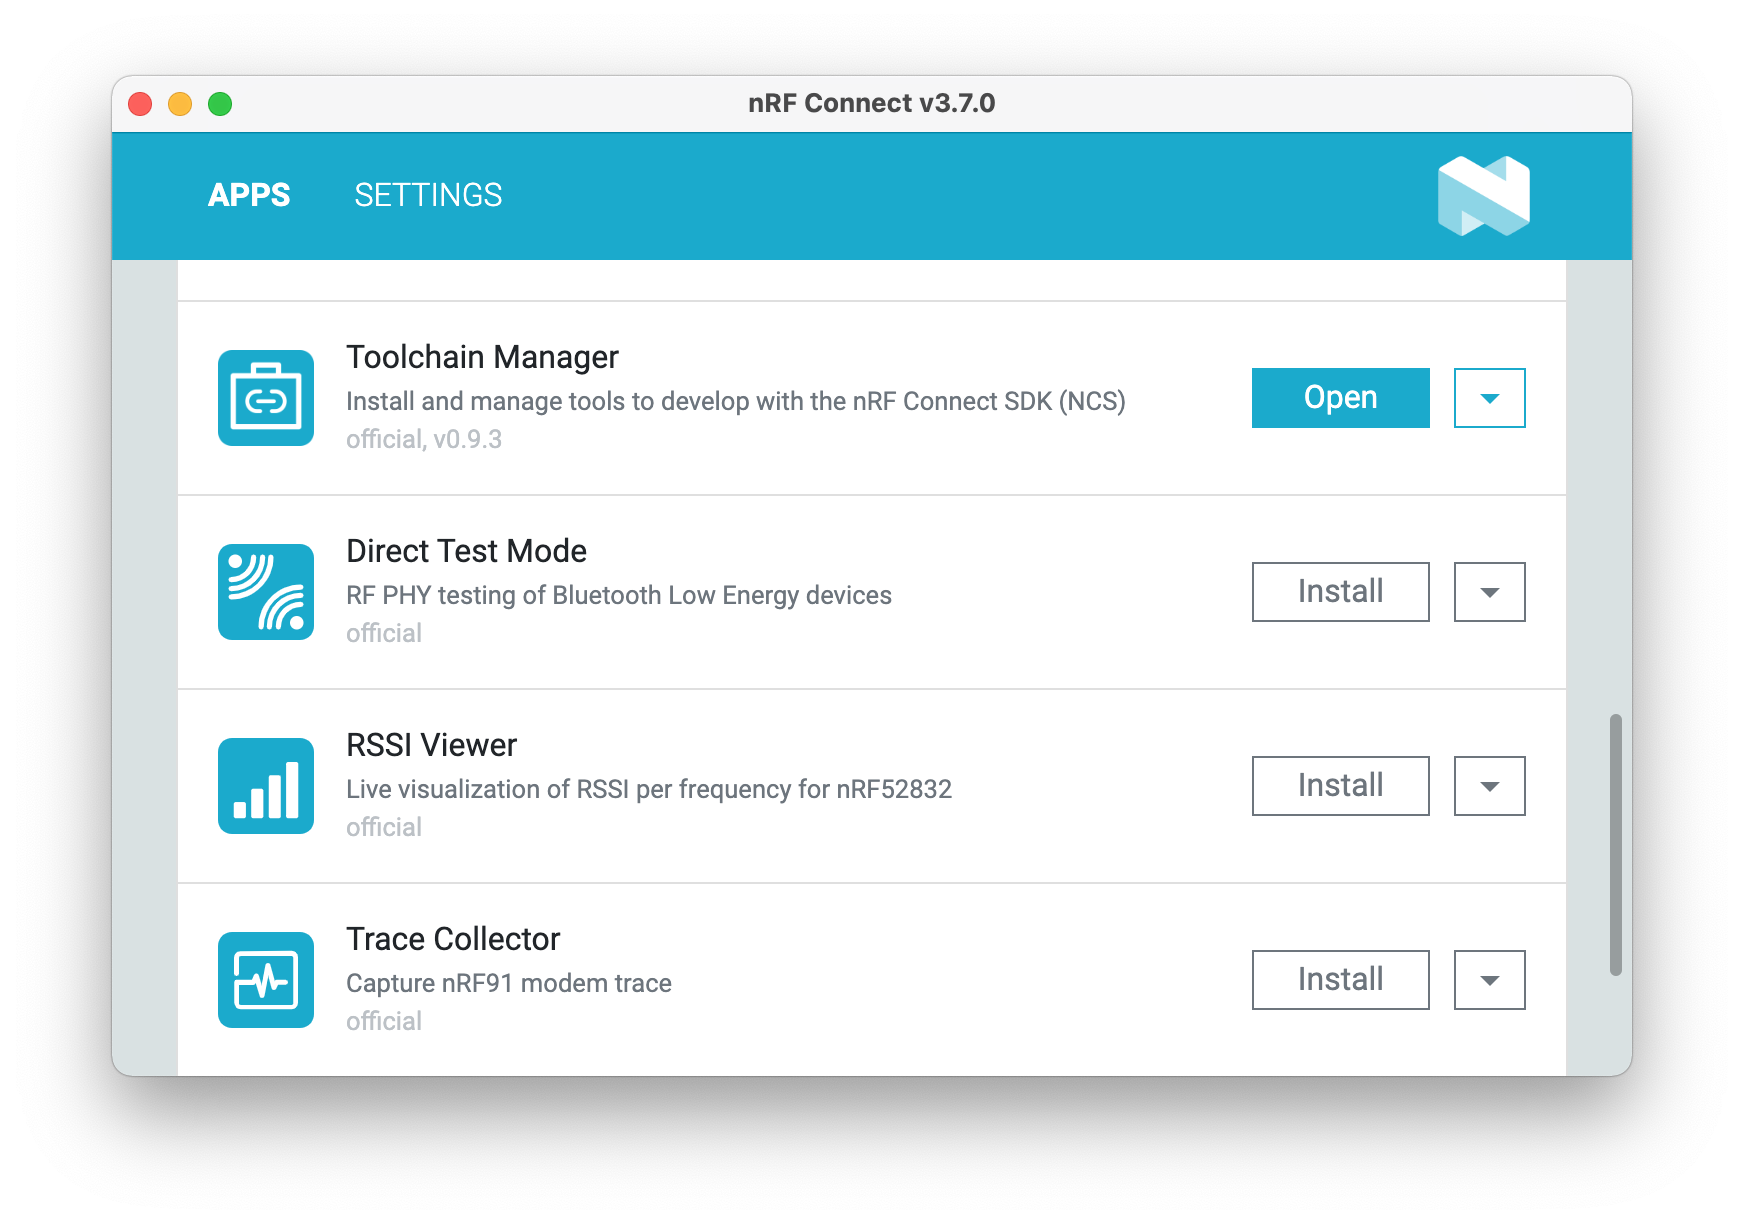 nRF Connect v3.7.0
APPS
SETTINGS
Toolchain Manager
Install and manage tools to develop with the nRF Connect SDK (NCS)
official, v0.9.3
Open
Direct Test Mode
RF PHY testing of Bluetooth Low Energy devices
official
Install
RSSI Viewer
Live visualization of RSSI per frequency for nRF52832
official
Install
Trace Collector
Capture nRF91 modem trace
official
Install